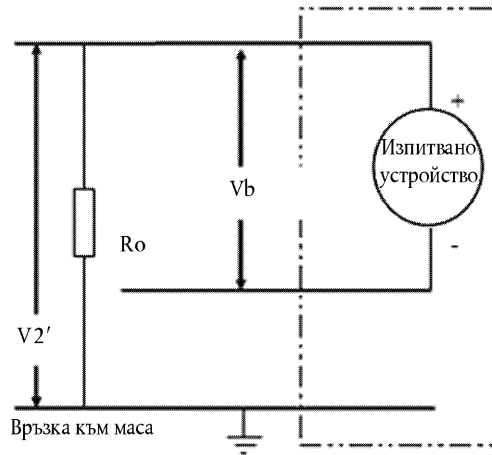 +
Изпитвано
устройство
Vb
-
Ro
V2′
Връзка към маса